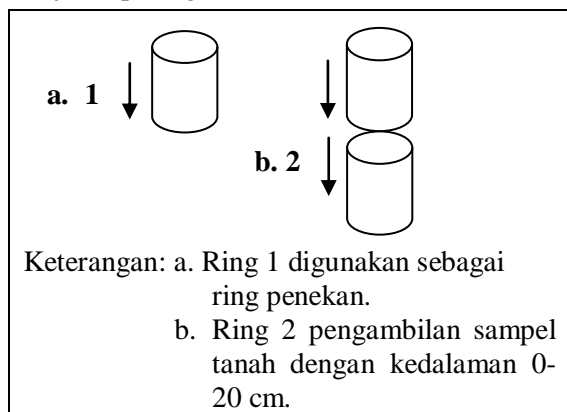 a. 1
b. 2
Keterangan: a. Ring 1 digunakan sebagai
ring penekan.
b. Ring 2 pengambilan sampel
tanah dengan kedalaman 0-
20 cm.